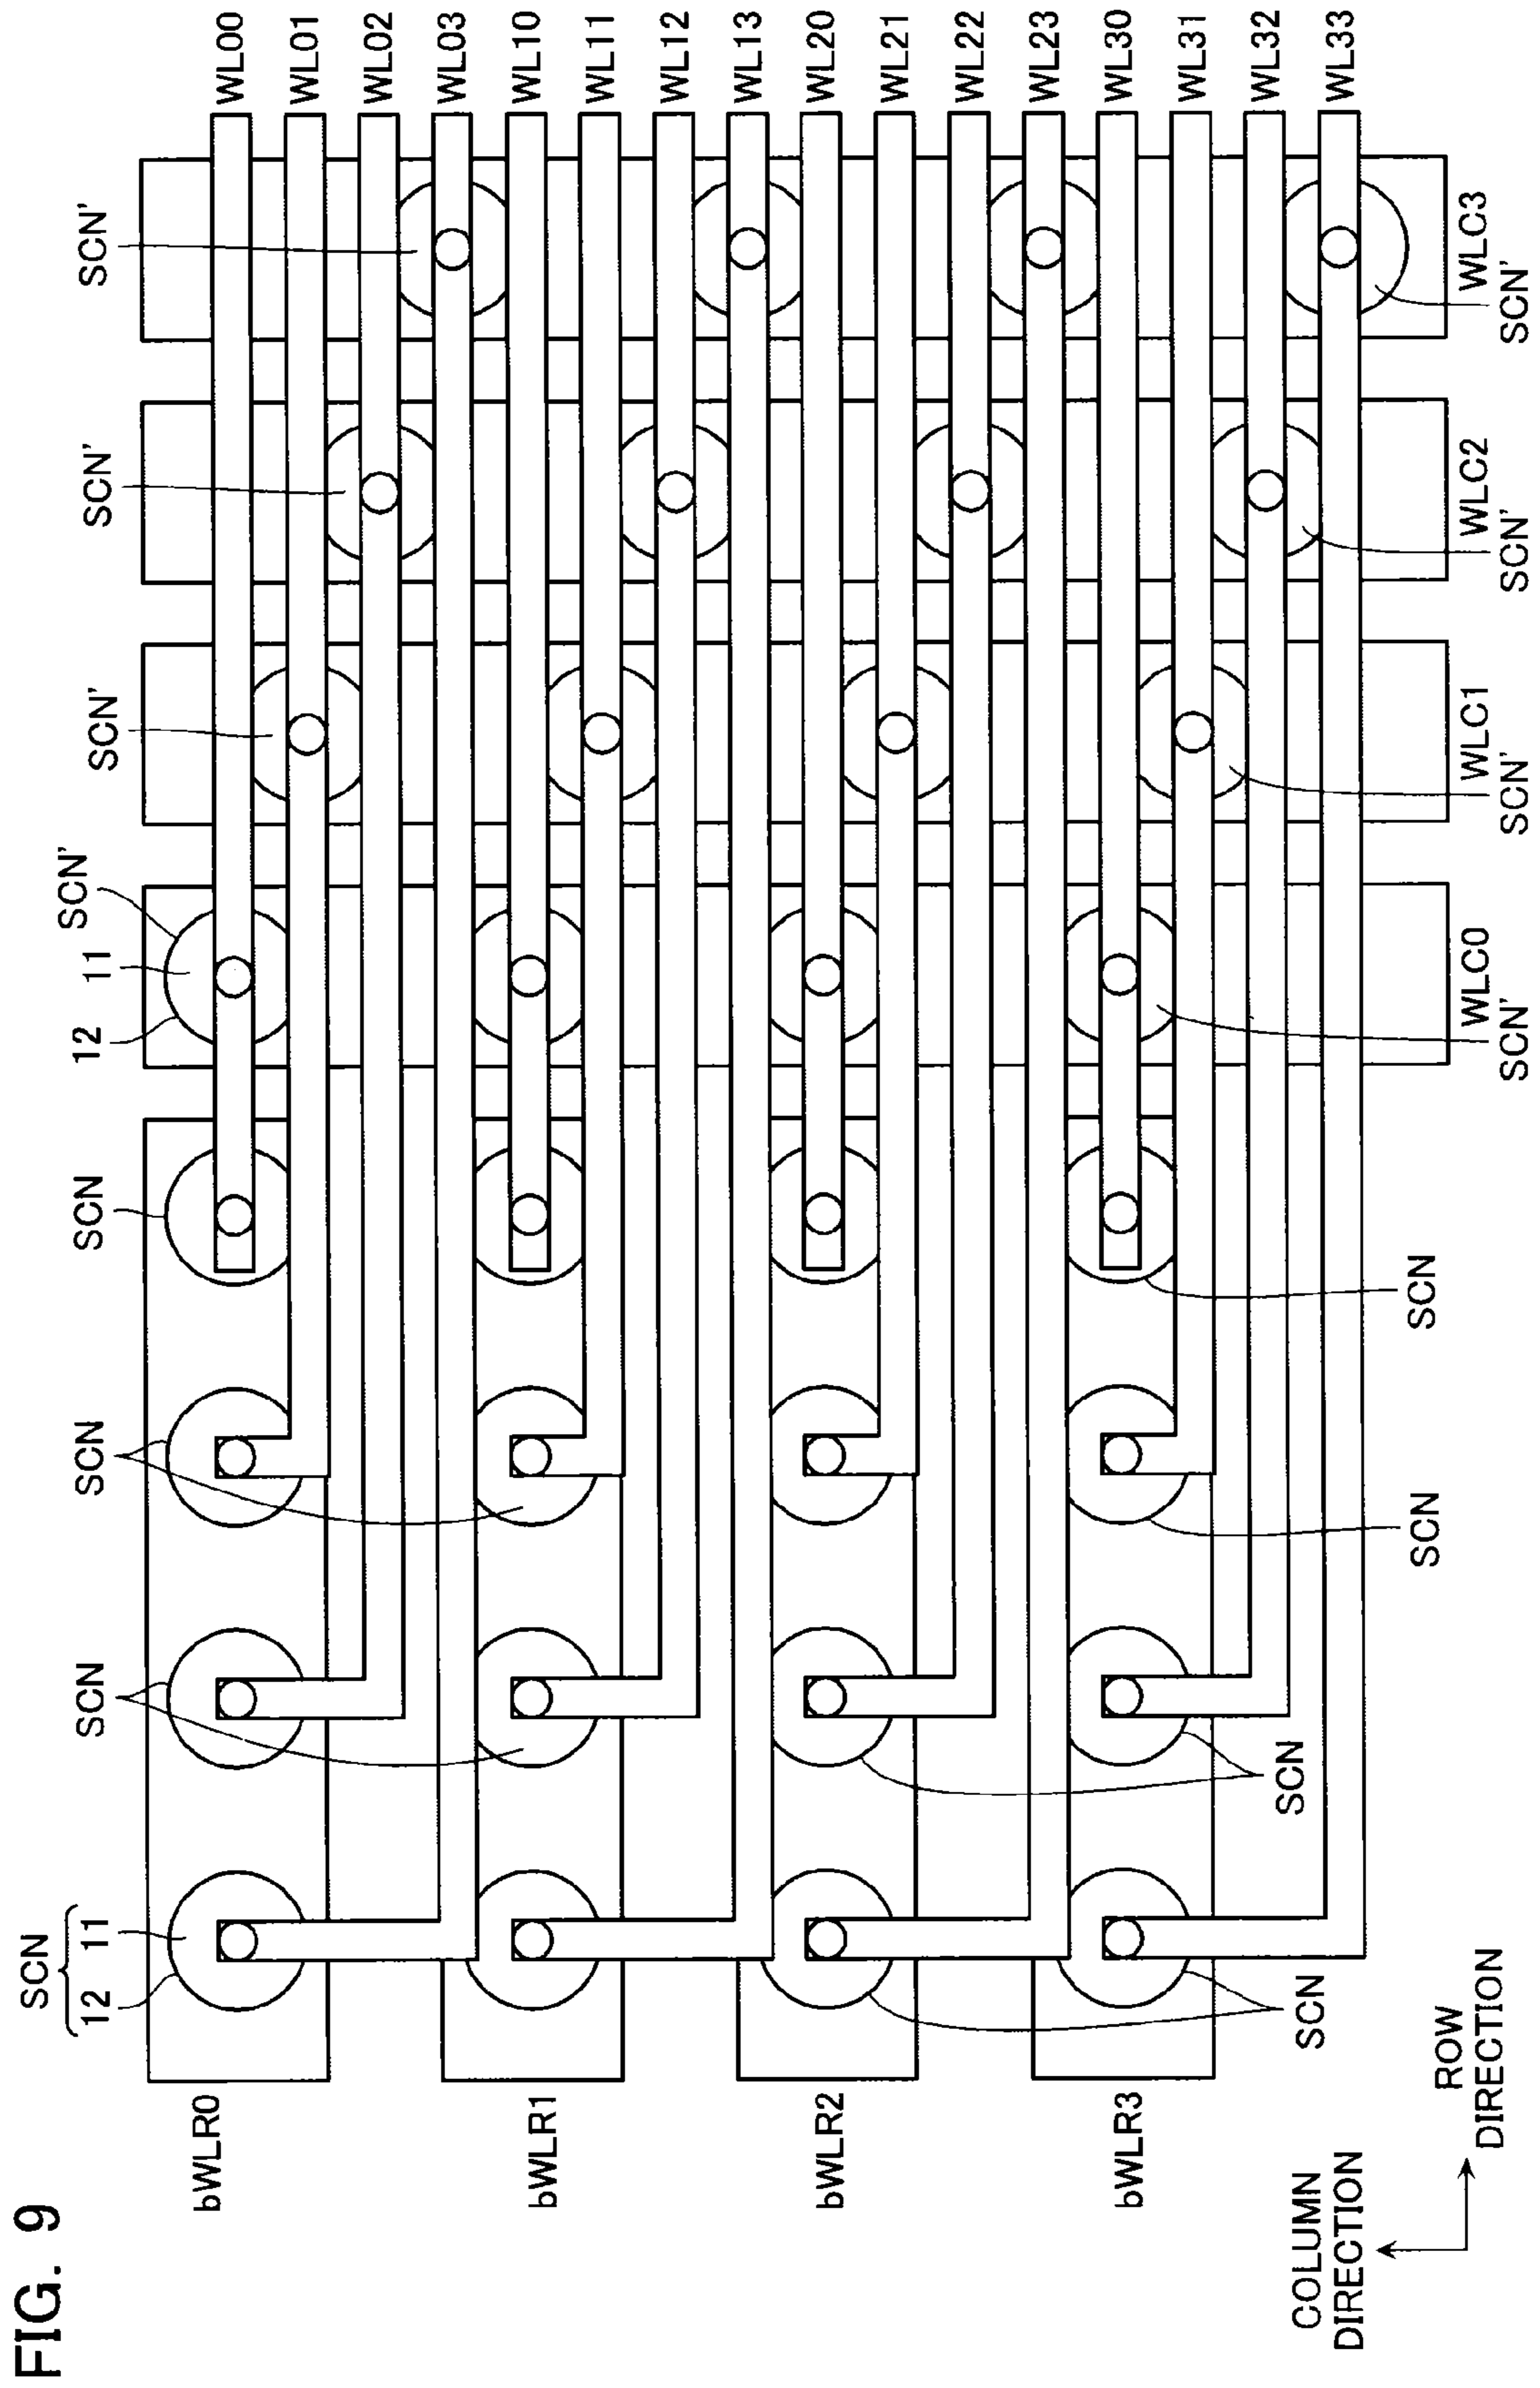 FIG. 9
WL00
WL01
WL02
WL03
WL10
WL11
WL12
WL13
WL20
WL21
WL22
WL23
WL30
WL31
WL32
WL33
SCN'
SCN'
SCN'
SCN'
11
12
SCN
SCN
SCN
SCN
11
12
WLC3
SCN'
WLC2
SCN'
WLC1
SCN'
WLC0
SCN'
SCN
SCN
SCN
SCN
bWLR0
bWLR1
bWLR2
bWLR3
COLUMN
DIRECTION
ROW
DIRECTION